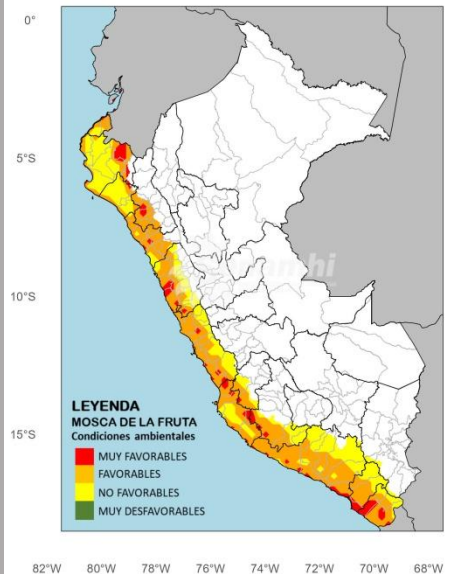 0°
5°S
10°S
15°S
Senamhi
LEYENDA
MOSCA DE LA FRUTA
Condiciones ambientales
MUY FAVORABLES
FAVORABLES
NO FAVORABLES
MUY DESFAVORABLES
82°W 80°W 78°W 76°W 74°W 72°W 70°W 68°W